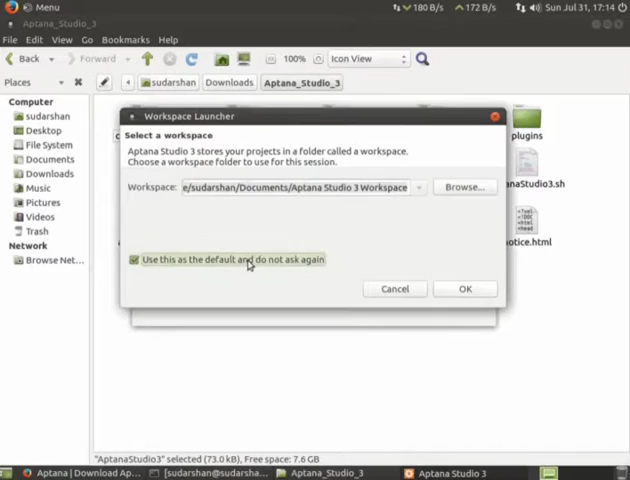 Menu
180 B/s
172 B/s
Sun Jul 31, 17:14
Aptana_Studio_3
File Edit View Go Bookmarks Help
Back
Forward
100%
Icon View
Places
sudarshan
Downloads
Aptana_Studio_3
Computer
sudarshan
Desktop
File System
Documents
Downloads
Music
Pictures
Videos
Trash
Network
Browse Net...
Workspace Launcher
Select a workspace
Aptana Studio 3 stores your projects in a folder called a workspace.
Choose a workspace folder to use for this session.
Workspace:
e/sudarshan/Documents/Aptana Studio 3 Workspace
Browse...
Use this as the default and do not ask again
Cancel
OK
plugins
anaStudio3.sh
notice.html
"AptanaStudio3" selected (73.0 kB), Free space: 7.6 GB
Aptana | Download Ap...
[sudarshan@sudarsha...
Aptana_Studio_3
Aptana Studio 3